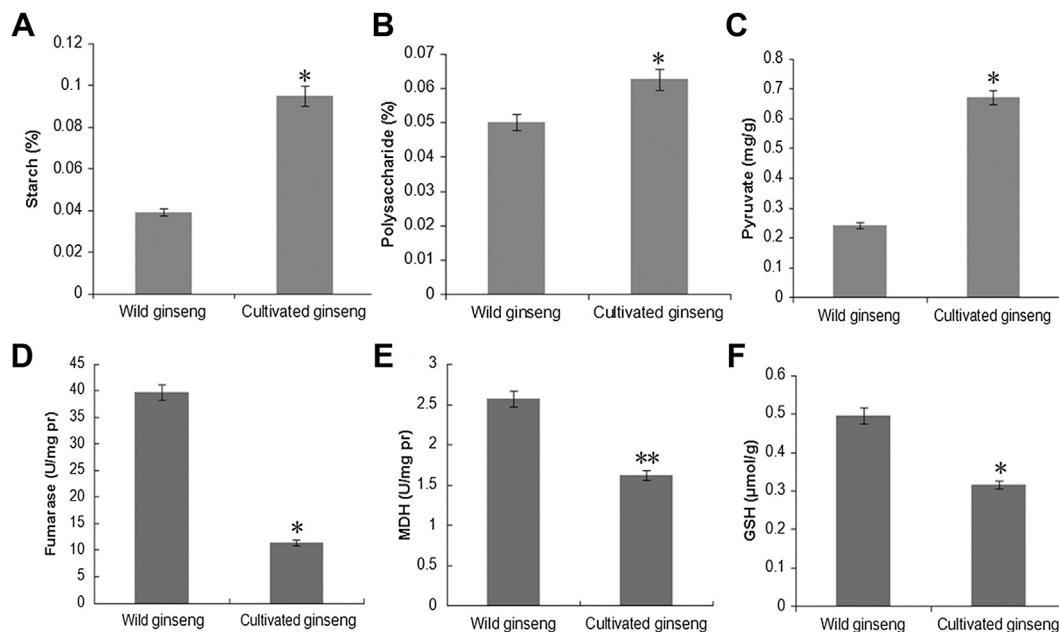 A
Starch (%)
0.12
0.1
0.08
0.06
0.04
0.02
0
*
Wild ginseng
Cultivated ginseng
B
Polysaccharide (%)
0.07
0.06
0.05
0.04
0.03
0.02
0.01
0
*
Wild ginseng
Cultivated ginseng
C
Pyruvate (mg/g)
0.8
0.7
0.6
0.5
0.4
0.3
0.2
0.1
0
*
Wild ginseng
Cultivated ginseng
D
Fumarase (U/mg pr)
45
40
35
30
25
20
15
10
5
0
*
Wild ginseng
Cultivated ginseng
E
MDH (U/mg pr)
3
2.5
2
1.5
1
0.5
0
**
Wild ginseng
Cultivated ginseng
F
GSH (µmol/g)
0.6
0.5
0.4
0.3
0.2
0.1
0
*
Wild ginseng
Cultivated ginseng